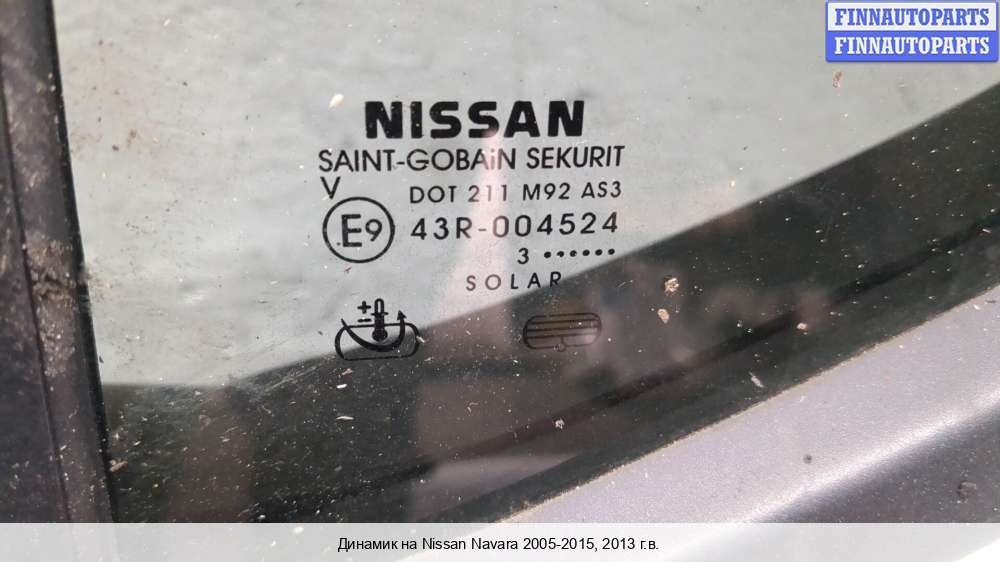 FINNAUTOPARTS
FINNAUTOPARTS
NISSAN
SAINT-GOBAiN SEKURIT
V
DOT 211 M92 AS3
E9
43R-004524
3 ••••••
SOLAR
+
−
Динамик на Nissan Navara 2005-2015, 2013 г.в.